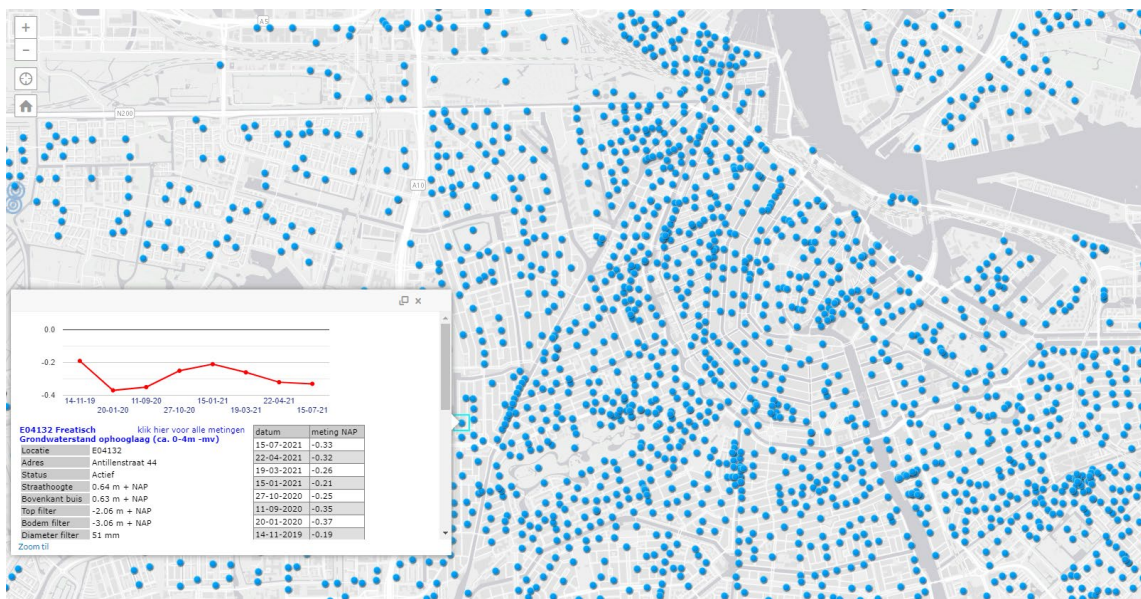 A5
+
−
N200
A10
0.0
-0.2
-0.4
14-11-19 11-09-20 15-01-21 22-04-21
20-01-20 27-10-20 19-03-21 15-07-21
E04132 Freatisch klik hier voor alle metingen
Grondwaterstand ophooglaag (ca. 0-4m -mv)
Locatie E04132
Adres Antillenstraat 44
Status Actief
Straathoogte 0.64 m + NAP
Bovenkant buis 0.63 m + NAP
Top filter -2.06 m + NAP
Bodem filter -3.06 m + NAP
Diameter filter 51 mm
datum meting NAP
15-07-2021 -0.33
22-04-2021 -0.32
19-03-2021 -0.26
15-01-2021 -0.21
27-10-2020 -0.25
11-09-2020 -0.35
20-01-2020 -0.37
14-11-2019 -0.19
Zoom til